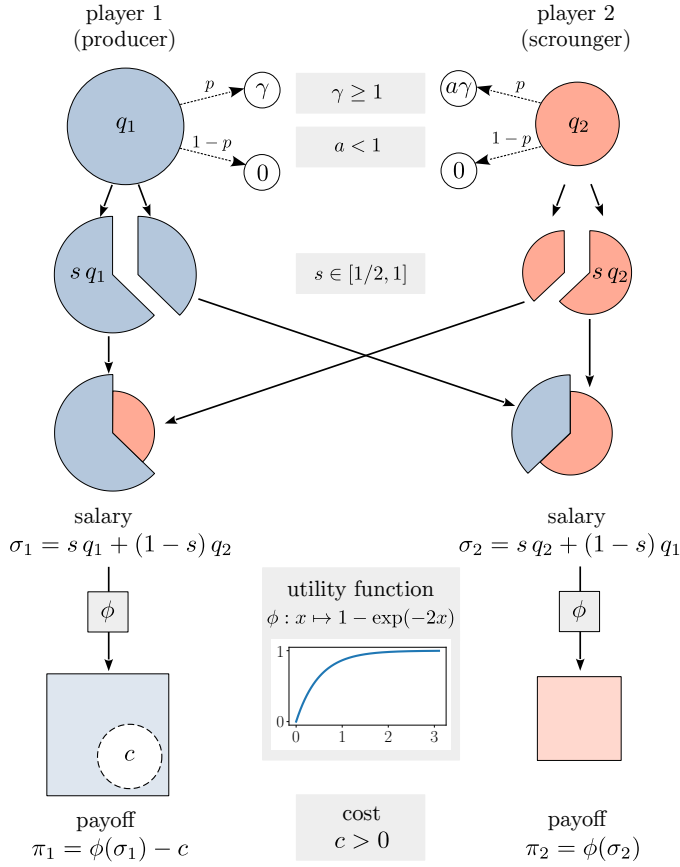 player 1
(producer)
player 2
(scrounger)
q₁
p
γ
1 − p
0
γ ≥ 1
a < 1
aγ
p
0
1 − p
q₂
s q₁
s ∈ [1/2, 1]
s q₂
salary
σ₁ = s q₁ + (1 − s) q₂
salary
σ₂ = s q₂ + (1 − s) q₁
ϕ
utility function
ϕ : x ↦ 1 − exp(−2x)
1
0
0 1 2 3
ϕ
c
payoff
π₁ = ϕ(σ₁) − c
cost
c > 0
payoff
π₂ = ϕ(σ₂)